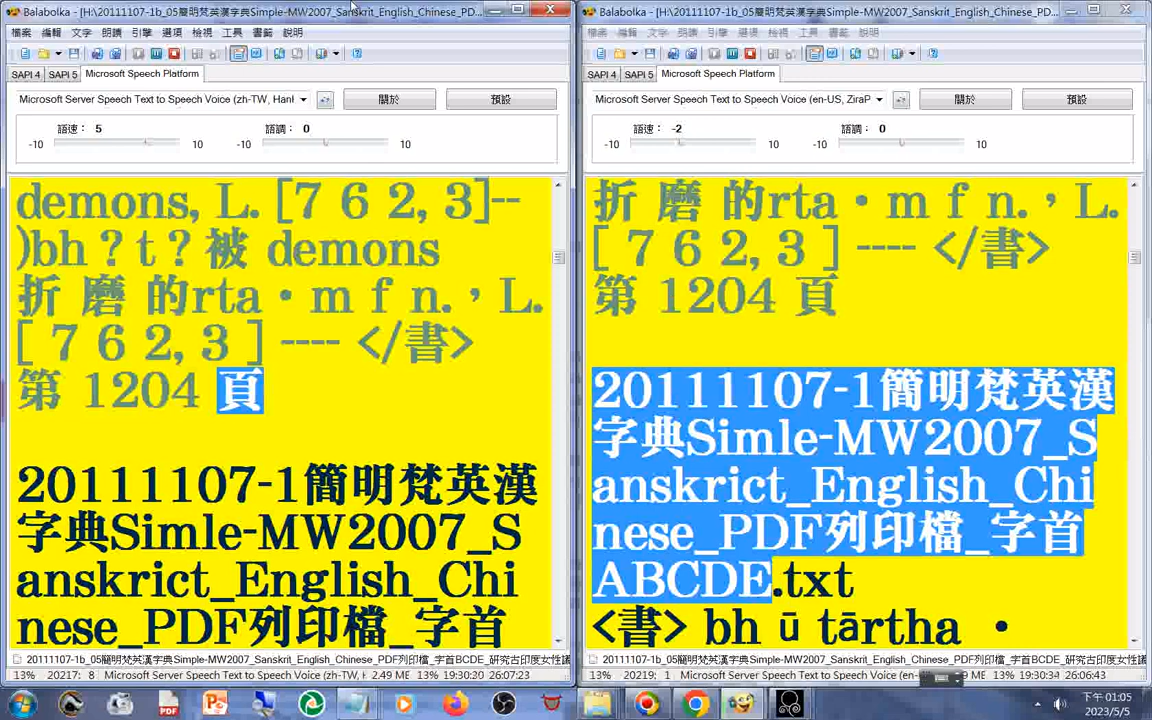 Balabolka - [H:\20111107-1b_05簡明梵英漢字典Simple-MW2007_Sanskrit_English_Chinese_PD...
檔案 編輯 文字 朗讀 引擎 選項 檢視 工具 書籤 說明
SAPI 4 SAPI 5 Microsoft Speech Platform
Microsoft Server Speech Text to Speech Voice (zh-TW, Hanl
關於 預設
語速： 5 語調： 0
-10 10 -10 10
demons, L. [7 6 2, 3]--
)bh ? t ? 被 demons
折 磨 的rta • m f n. ，L.
[ 7 6 2, 3 ] ---- </書>
第 1204 頁
20111107-1簡明梵英漢
字典Simle-MW2007_S
anskrict_English_Chi
nese_PDF列印檔_字首
20111107-1b_05簡明梵英漢字典Simple-MW2007_Sanskrit_English_Chinese_PDF列印檔_字首BCDE_研究古印度女性議
13% 20217: 8 Microsoft Server Speech Text to Speech Voice (zh-TW, I 2.49 ME 13% 19:30:30 26:07:23
Balabolka - [H:\20111107-1b_05簡明梵英漢字典Simple-MW2007_Sanskrit_English_Chinese_PD...
檔案 編輯 文字 朗讀 引擎 選項 檢視 工具 書籤 說明
SAPI 4 SAPI 5 Microsoft Speech Platform
Microsoft Server Speech Text to Speech Voice (en-US, ZiraP
關於 預設
語速： -2 語調： 0
-10 10 -10 10
折 磨 的rta • m f n. ，L.
[ 7 6 2, 3 ] ---- </書>
第 1204 頁
20111107-1簡明梵英漢
字典Simle-MW2007_S
anskrict_English_Chi
nese_PDF列印檔_字首
ABCDE.txt
<書> bh ū tārtha •
20111107-1b_05簡明梵英漢字典Simple-MW2007_Sanskrit_English_Chinese_PDF列印檔_字首BCDE_研究古印度女性議
13% 20219: 1 Microsoft Server Speech Text to Speech Voice (en-US, ME 13% 19:30:34 26:06:43
PDF
下午 01:05
2023/5/5